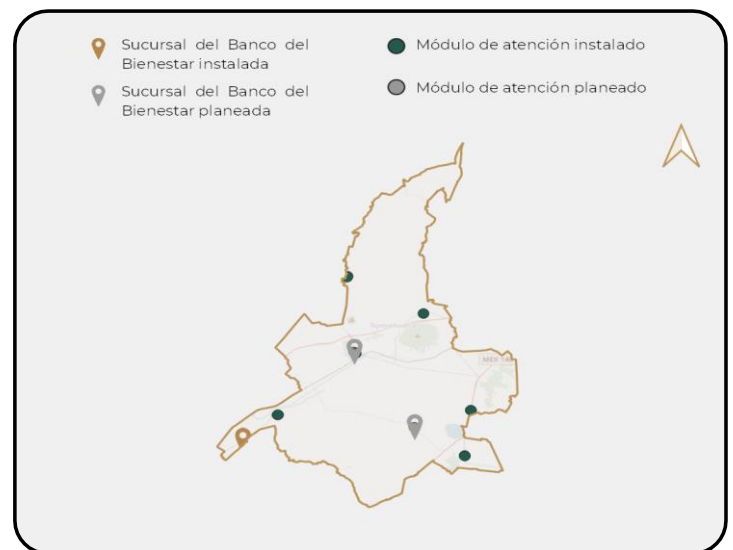 Sucursal del Banco del
Bienestar instalada
Sucursal del Banco del
Bienestar planeada
Módulo de atención instalado
Módulo de atención planeado